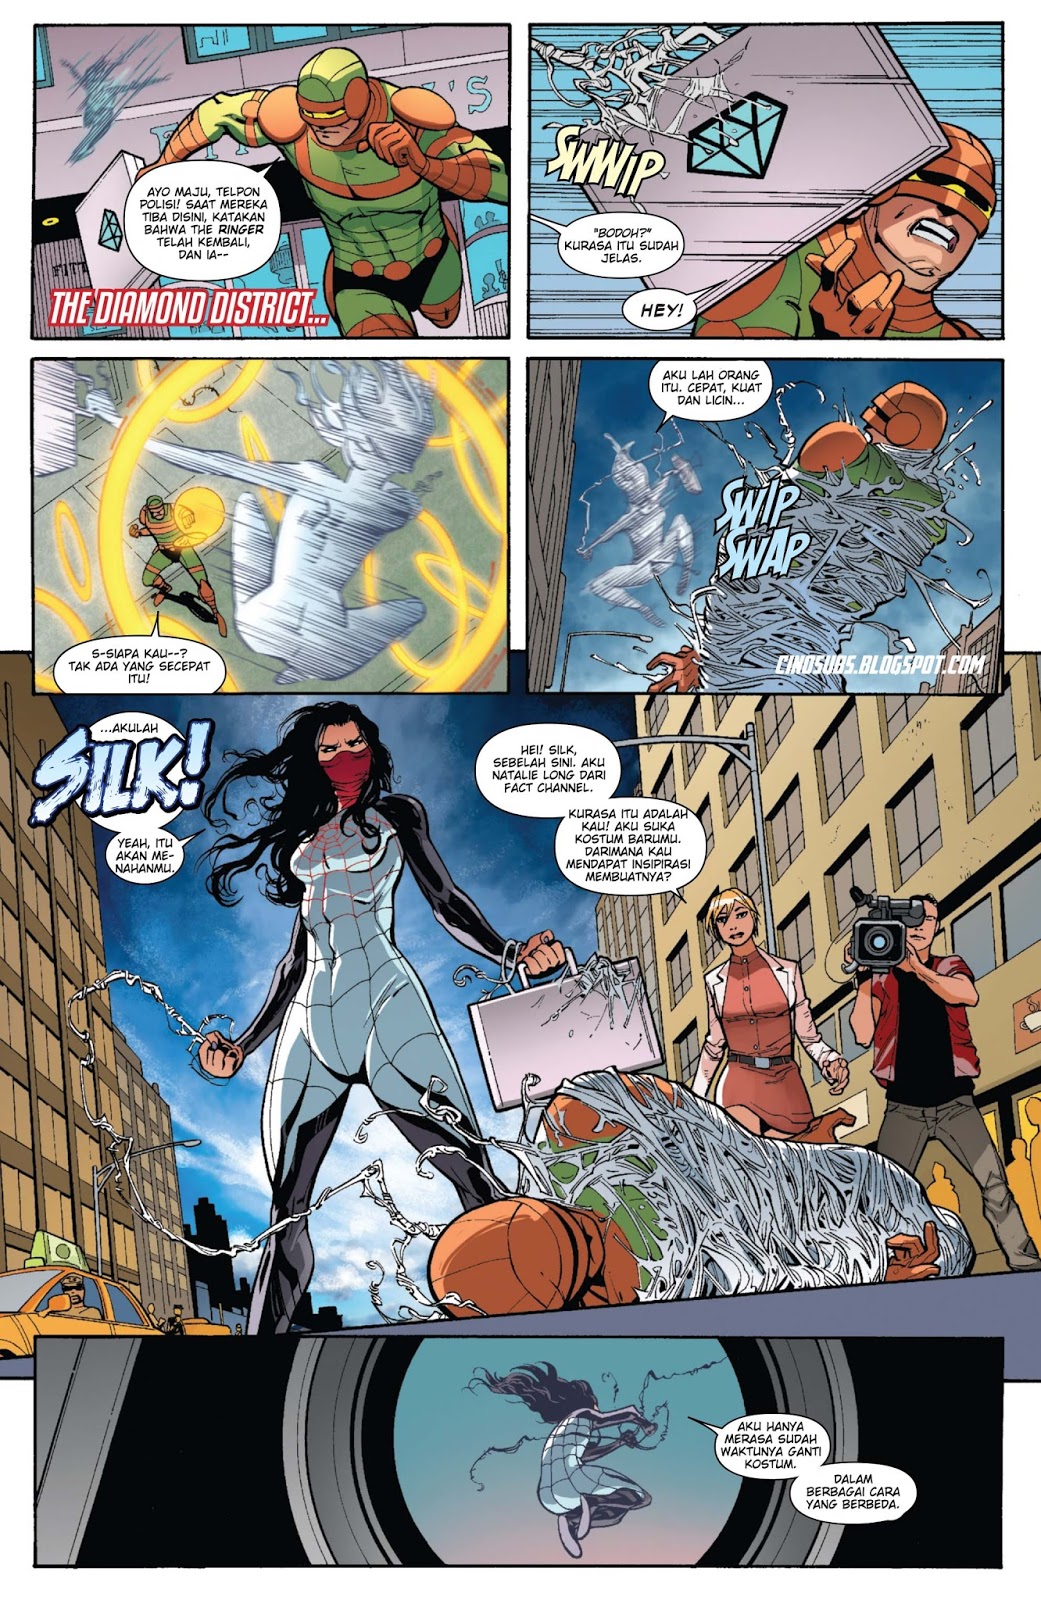 AYO MAJU, TELPON
POLISI! SAAT MEREKA
TIBA DISINI, KATAKAN
BAHWA THE RINGER
TELAH KEMBALI,
DAN IA--
THE DIAMOND DISTRICT...
SWWIP
"BODOH?"
KURASA ITU SUDAH
JELAS.
HEY!
S-SIAPA KAU--?
TAK ADA YANG SECEPAT
ITU!
AKU LAH ORANG
ITU. CEPAT, KUAT
DAN LICIN...
SWIP
SWAP
CINOSUBS.BLOGSPOT.COM
...AKULAH
SILK!
YEAH, ITU
AKAN ME-
NAHANMU.
HEI! SILK,
SEBELAH SINI. AKU
NATALIE LONG DARI
FACT CHANNEL.
KURASA ITU ADALAH
KAU! AKU SUKA
KOSTUM BARUMU.
DARIMANA KAU
MENDAPAT INSIPIRASI
MEMBUATNYA?
AKU HANYA
MERASA SUDAH
WAKTUNYA GANTI
KOSTUM.
DALAM
BERBAGAI CARA
YANG BERBEDA.